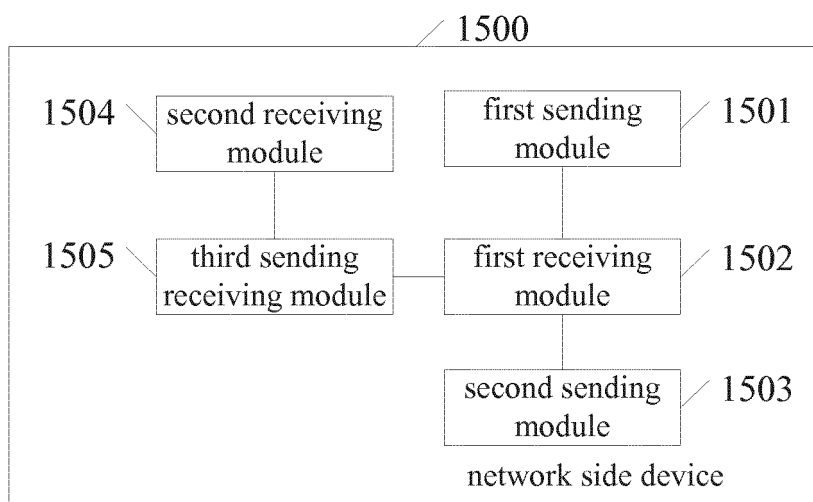 1500
1504
second receiving
module
first sending
module
1501
1505
third sending
receiving module
first receiving
module
1502
second sending
module
1503
network side device